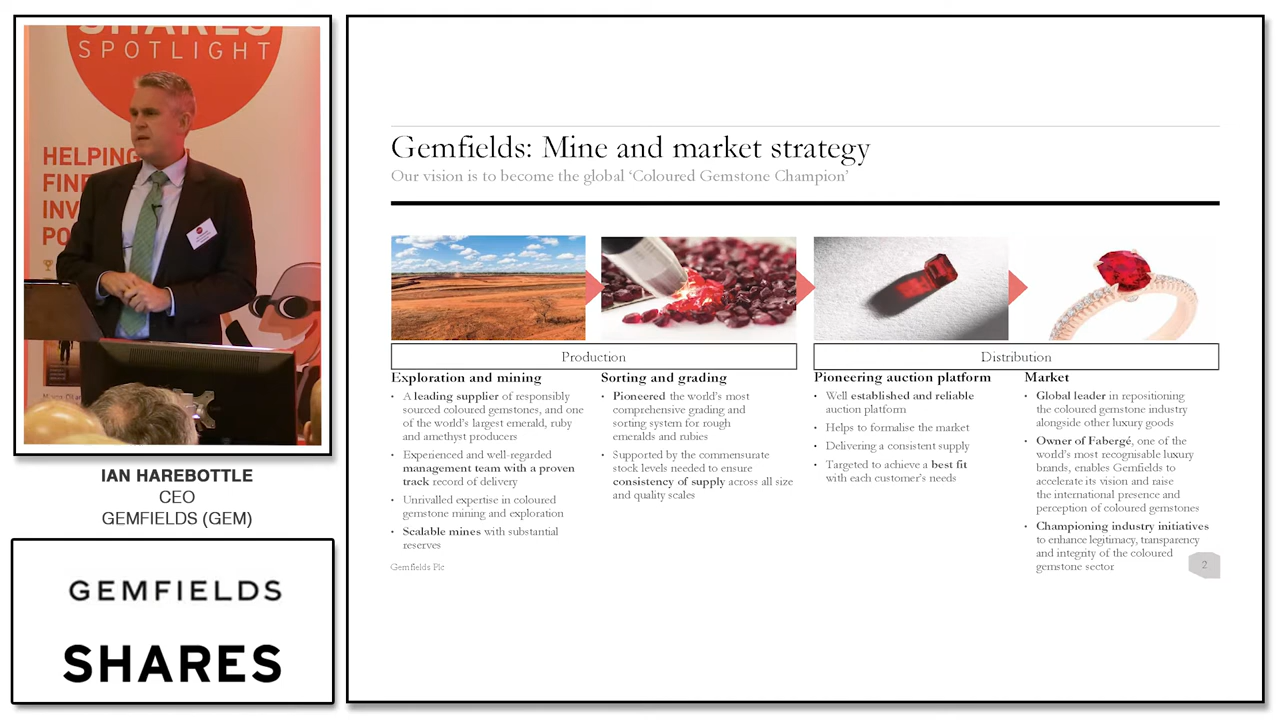 SHARES
SPOTLIGHT
HELPING
FINE
INV
PO
IAN HAREBOTTLE
CEO
GEMFIELDS (GEM)
GEMFIELDS
SHARES
Gemfields: Mine and market strategy
Our vision is to become the global ‘Coloured Gemstone Champion’
Production
Exploration and mining
• A leading supplier of responsibly
sourced coloured gemstones, and one
of the world’s largest emerald, ruby
and amethyst producers
• Experienced and well-regarded
management team with a proven
track record of delivery
• Unrivalled expertise in coloured
gemstone mining and exploration
• Scalable mines with substantial
reserves
Sorting and grading
• Pioneered the world’s most
comprehensive grading and
sorting system for rough
emeralds and rubies
• Supported by the commensurate
stock levels needed to ensure
consistency of supply across all size
and quality scales
Distribution
Pioneering auction platform
• Well established and reliable
auction platform
• Helps to formalise the market
• Delivering a consistent supply
• Targeted to achieve a best fit
with each customer’s needs
Market
• Global leader in repositioning
the coloured gemstone industry
alongside other luxury goods
• Owner of Fabergé, one of the
world’s most recognisable luxury
brands, enables Gemfields to
accelerate its vision and raise
the international presence and
perception of coloured gemstones
• Championing industry initiatives
to enhance legitimacy, transparency
and integrity of the coloured
gemstone sector
Gemfields Plc
2